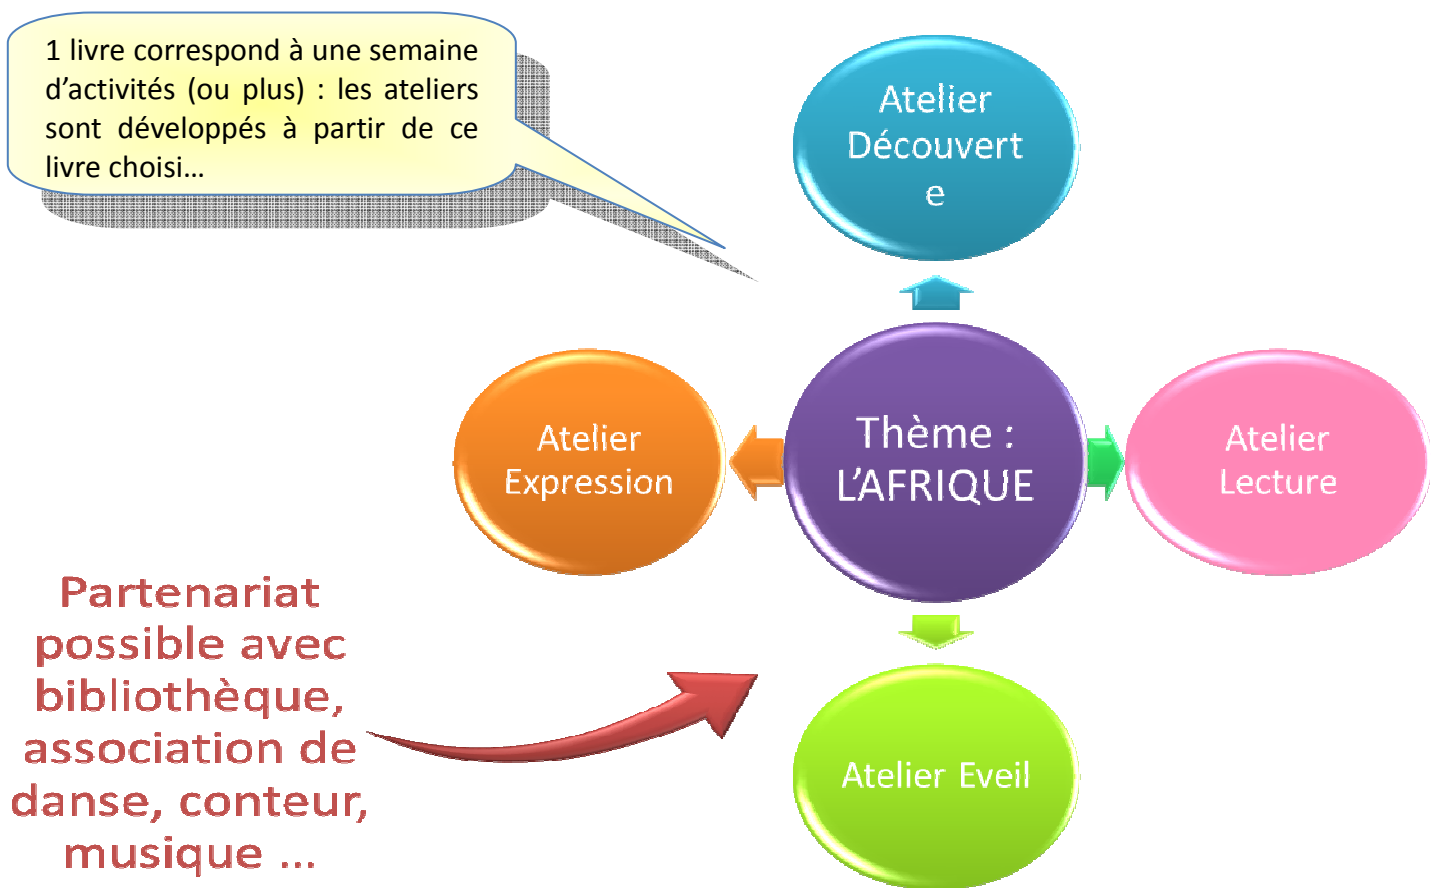 1 livre correspond à une semaine
d’activités (ou plus) : les ateliers
sont développés à partir de ce
livre choisi…
Atelier
Découvert
e
Atelier
Expression
Thème :
L’AFRIQUE
Atelier
Lecture
Atelier Eveil
Partenariat
possible avec
bibliothèque,
association de
danse, conteur,
musique …